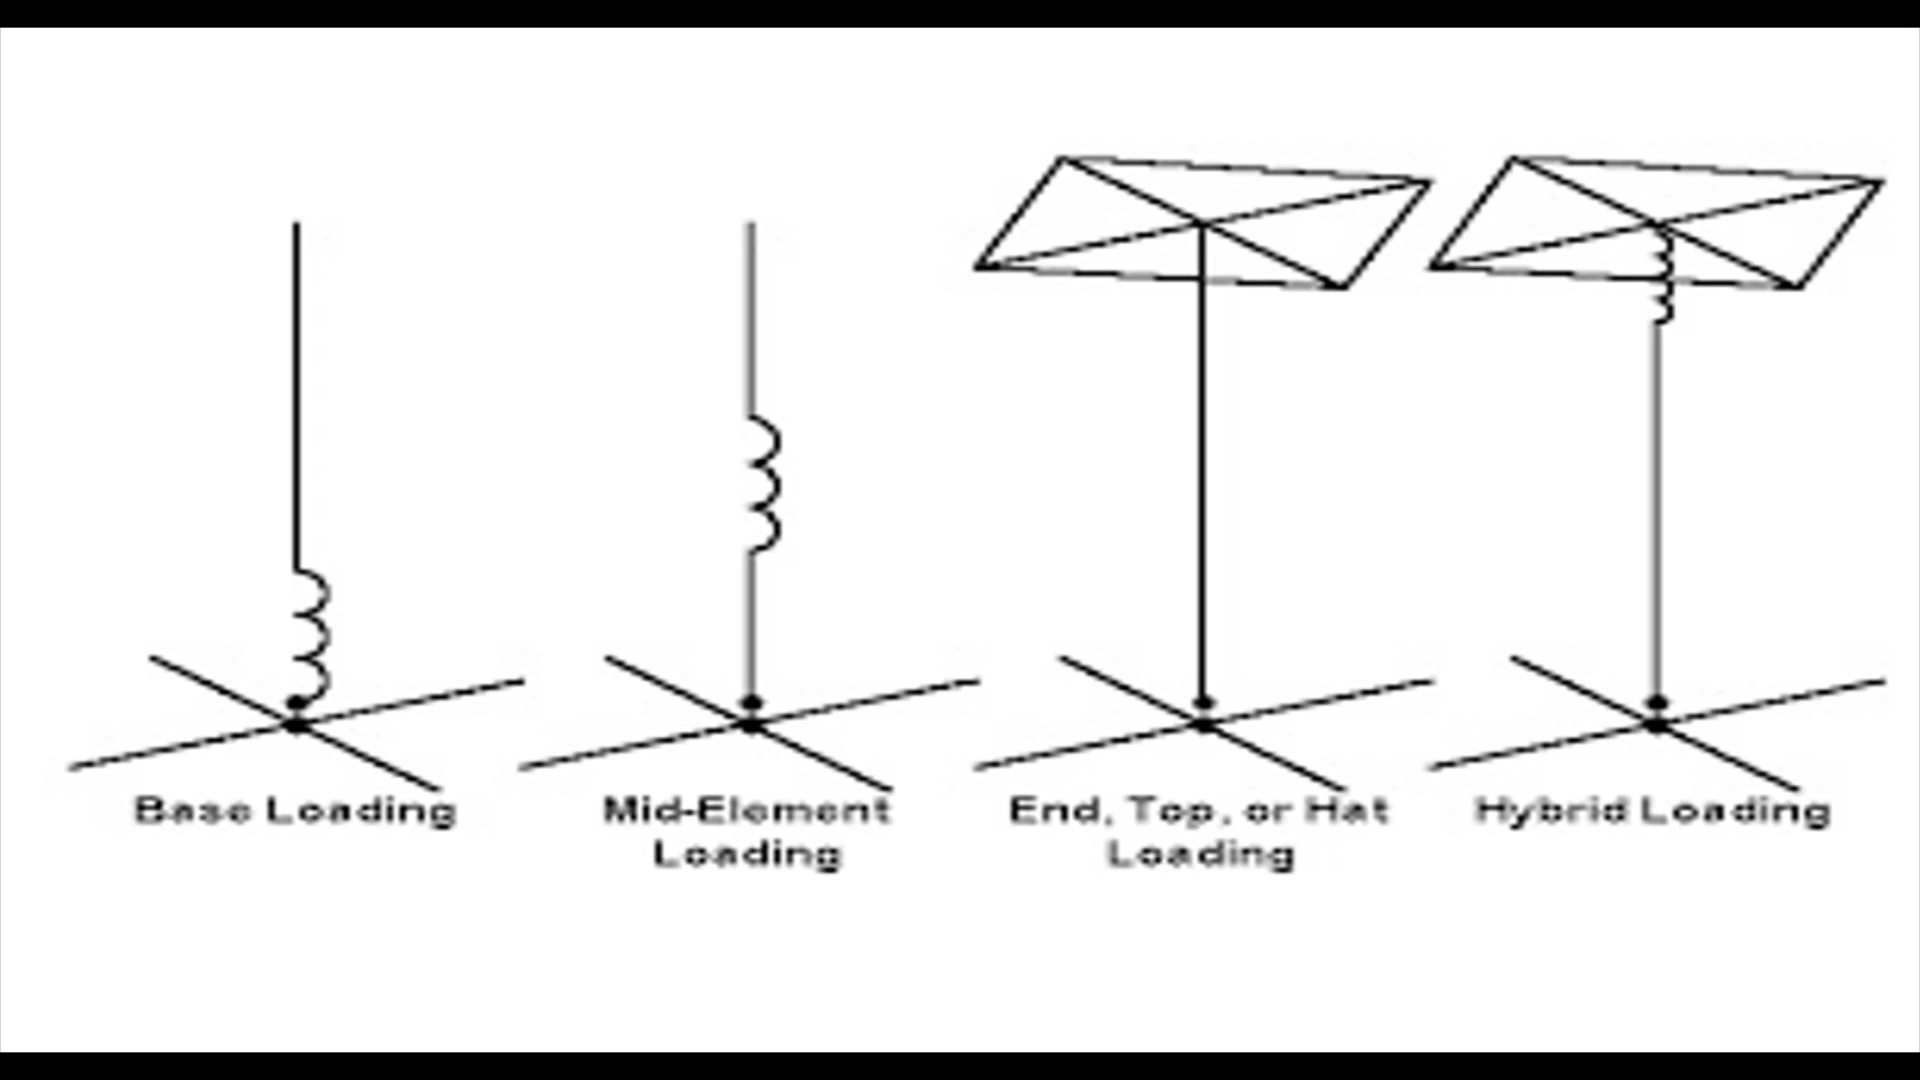 Base Loading
Mid-Element
Loading
End, Top, or Hat
Loading
Hybrid Loading